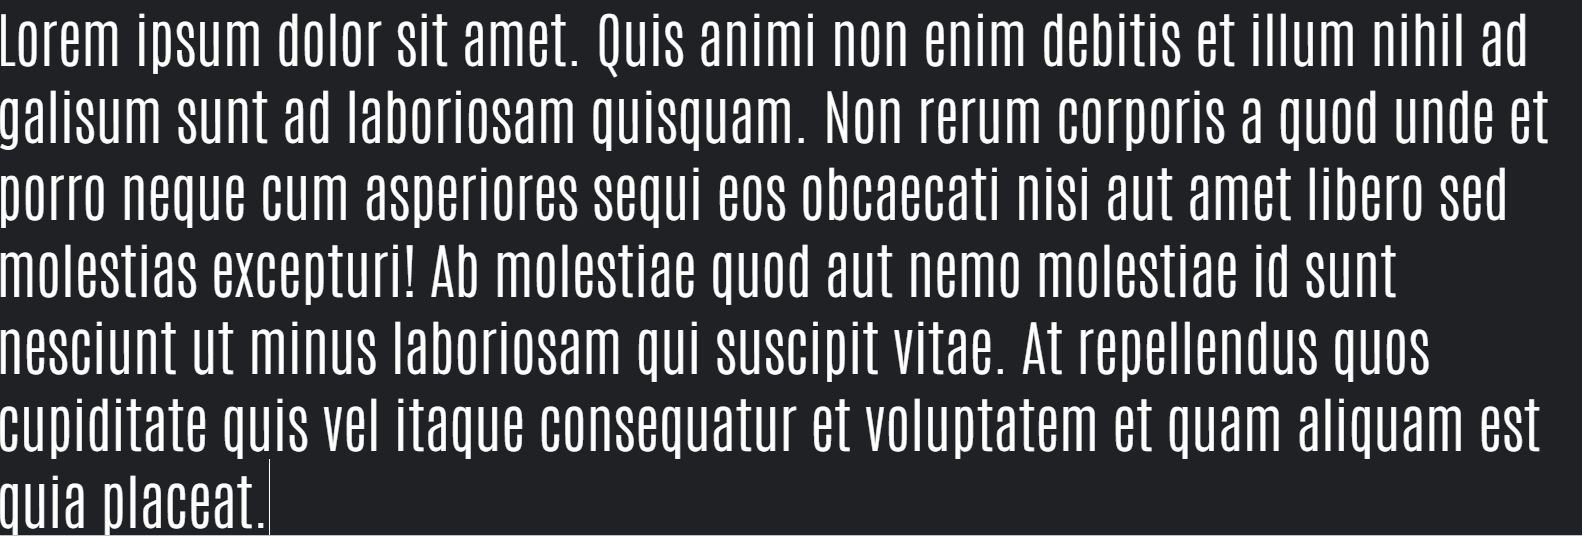 Lorem ipsum dolor sit amet. Quis animi non enim debitis et illum nihil ad
galisum sunt ad laboriosam quisquam. Non rerum corporis a quod unde et
porro neque cum asperiores sequi eos obcaecati nisi aut amet libero sed
molestias excepturi! Ab molestiae quod aut nemo molestiae id sunt
nesciunt ut minus laboriosam qui suscipit vitae. At repellendus quos
cupiditate quis vel itaque consequatur et voluptatem et quam aliquam est
quia placeat.